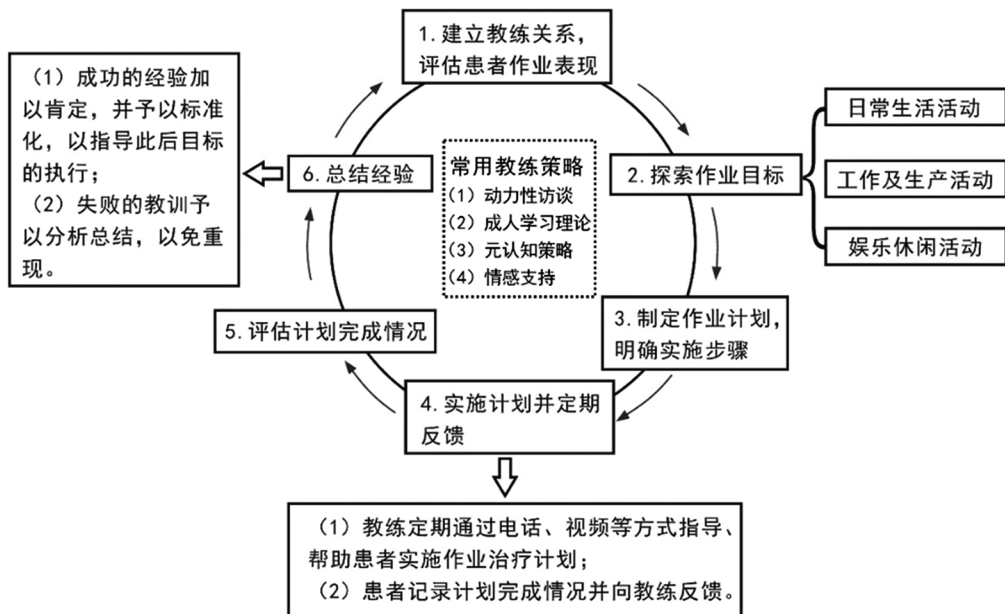 1.建立教练关系，
评估患者作业表现
（1）成功的经验加
以肯定，并予以标准
化，以指导此后目标
的执行；
（2）失败的教训予
以分析总结，以免重
现。
6.总结经验
常用教练策略
（1）动力性访谈
（2）成人学习理论
（3）元认知策略
（4）情感支持
2.探索作业目标
日常生活活动
工作及生产活动
娱乐休闲活动
5.评估计划完成情况
3.制定作业计划，
明确实施步骤
4.实施计划并定期
反馈
（1）教练定期通过电话、视频等方式指导、
帮助患者实施作业治疗计划；
（2）患者记录计划完成情况并向教练反馈。